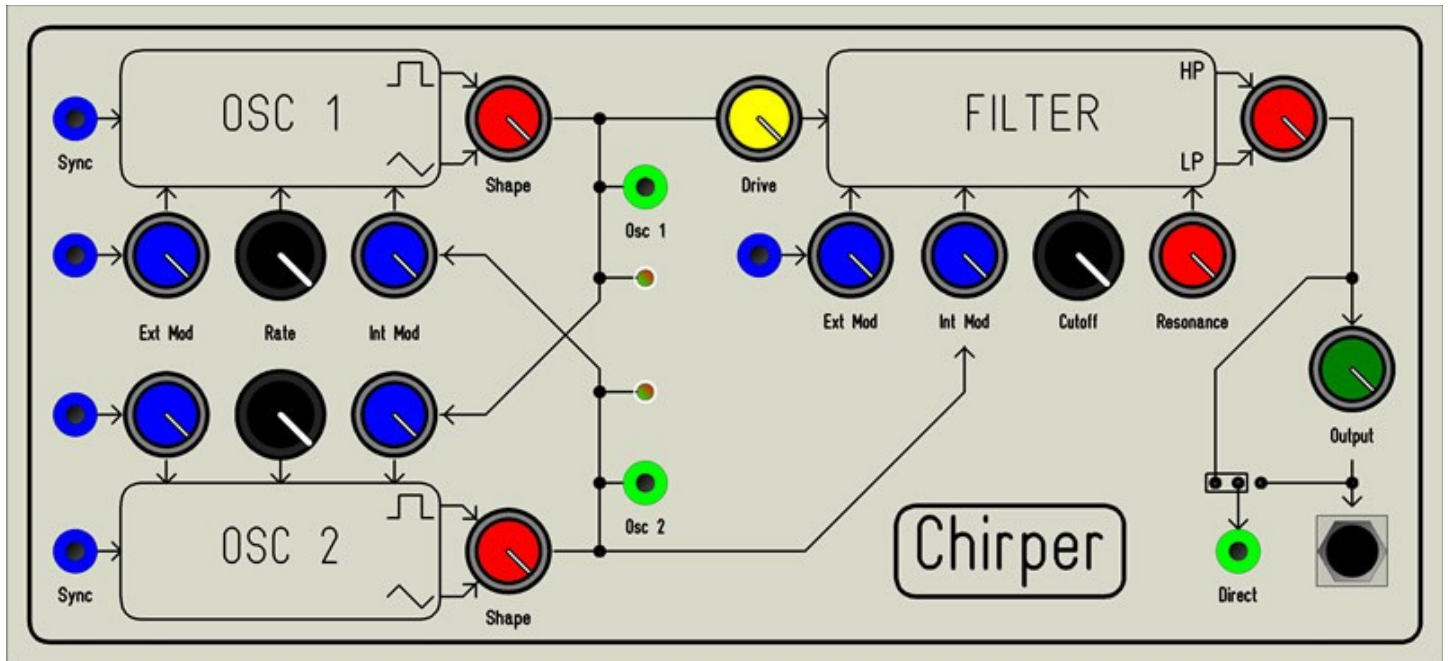 OSC 1
Sync
Shape
Ext Mod
Rate
Int Mod
Osc 1
Drive
FILTER
HP
LP
Ext Mod
Int Mod
Cutoff
Resonance
Output
OSC 2
Sync
Shape
Osc 2
Chirper
Direct